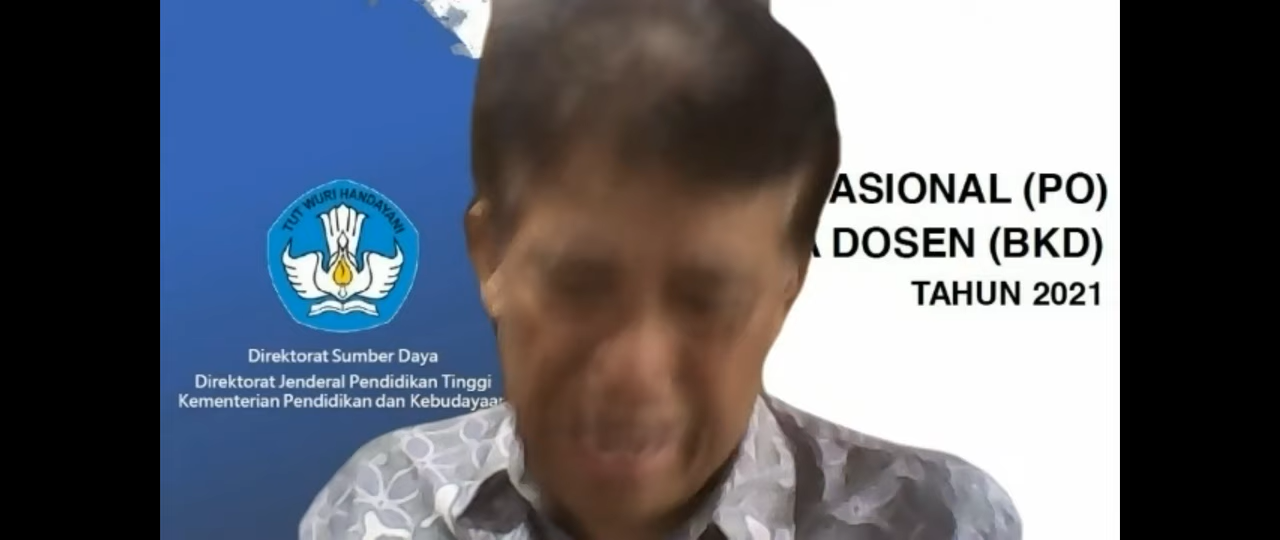 TUT WURI HANDAYANI
Direktorat Sumber Daya
Direktorat Jenderal Pendidikan Tinggi
Kementerian Pendidikan dan Kebudayaan
ASIONAL (PO)
DOSEN (BKD)
TAHUN 2021